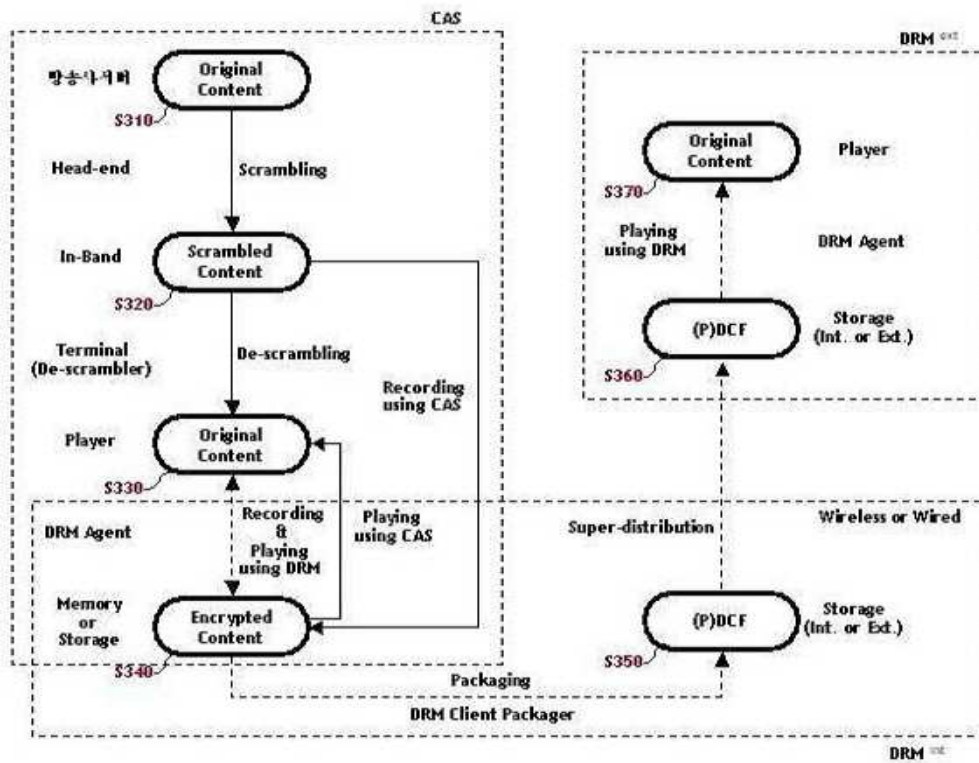 CAS
DRM ext
방송사서버
Original
Content
S310
Head-end
Scrambling
In-Band
Scrambled
Content
S320
Terminal
(De-scrambler)
De-scrambling
Recording
using CAS
Player
Original
Content
S330
DRM Agent
Recording
&
Playing
using DRM
Playing
using CAS
Memory
or
Storage
Encrypted
Content
S340
Packaging
DRM Client Packager
Original
Content
Player
S370
Playing
using DRM
DRM Agent
(P)DCF
Storage
(Int. or Ext.)
S360
Super-distribution
Wireless or Wired
(P)DCF
Storage
(Int. or Ext.)
S350
DRM int